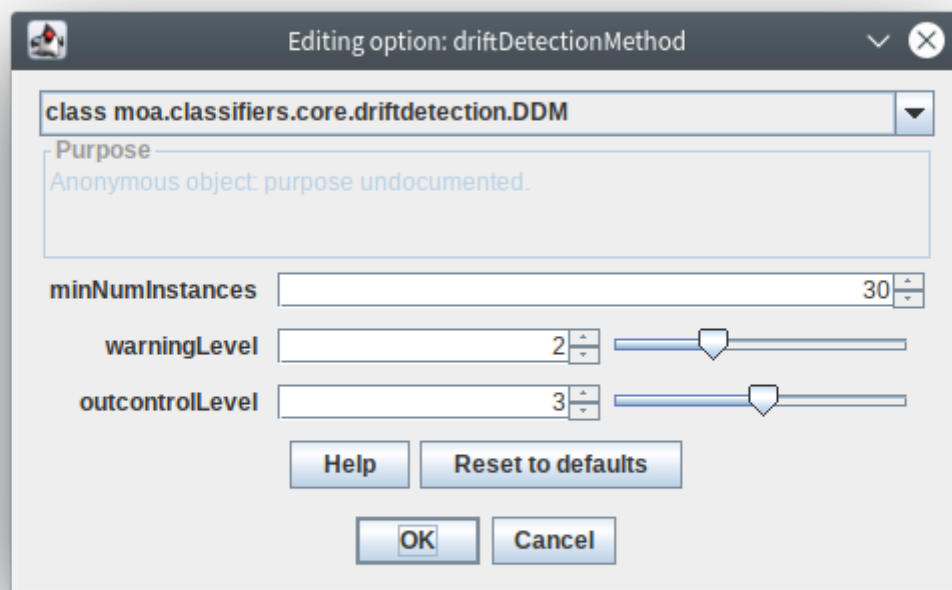 Editing option: driftDetectionMethod
class moa.classifiers.core.driftdetection.DDM
Purpose
Anonymous object: purpose undocumented.
minNumInstances 30
warningLevel 2
outcontrolLevel 3
Help Reset to defaults
OK Cancel